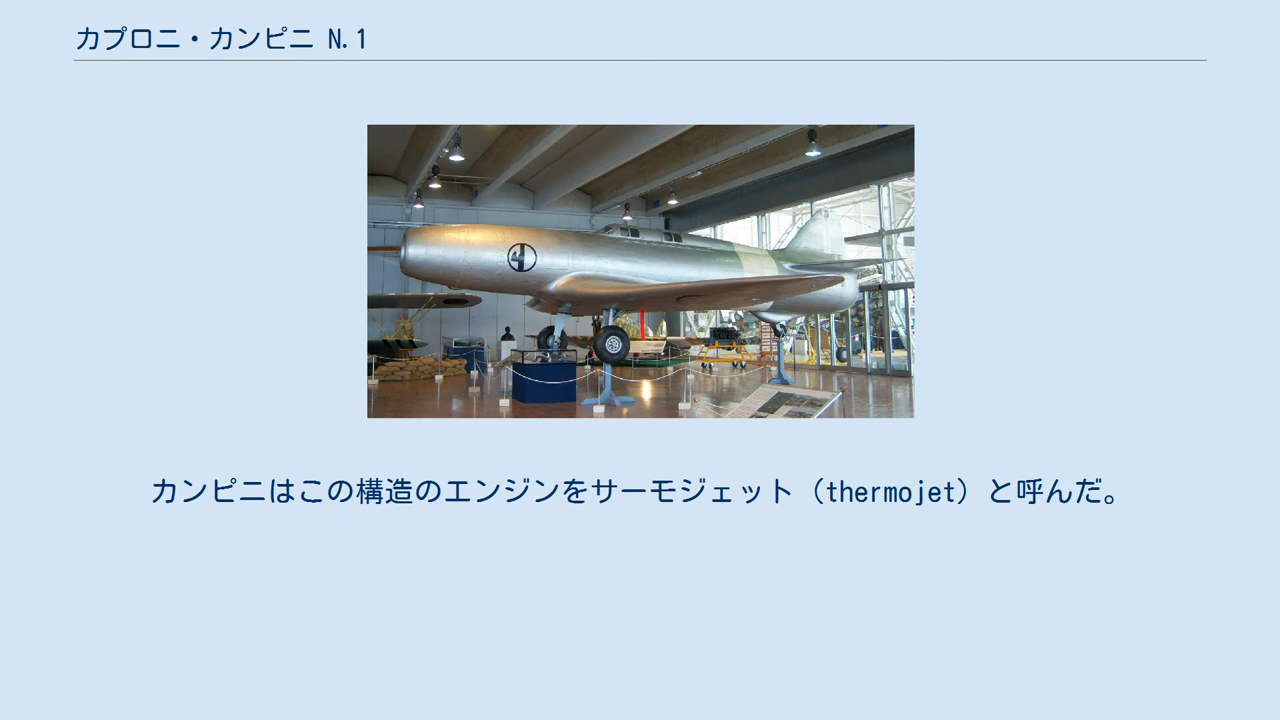 カプロニ・カンピニ N.1
4
カンピニはこの構造のエンジンをサーモジェット（thermojet）と呼んだ。